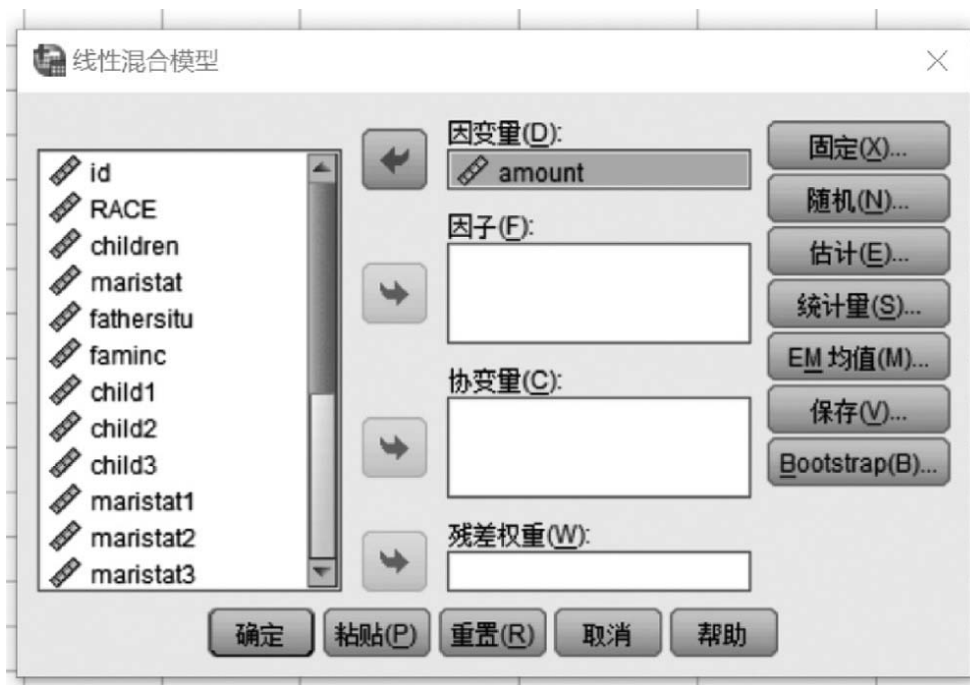 线性混合模型
id
RACE
children
maristat
fathersitu
faminc
child1
child2
child3
maristat1
maristat2
maristat3
因变量(D):
amount
因子(F):
协变量(C):
残差权重(W):
固定(X)...
随机(N)...
估计(E)...
统计量(S)...
EM 均值(M)...
保存(V)...
Bootstrap(B)...
确定
粘贴(P)
重置(R)
取消
帮助